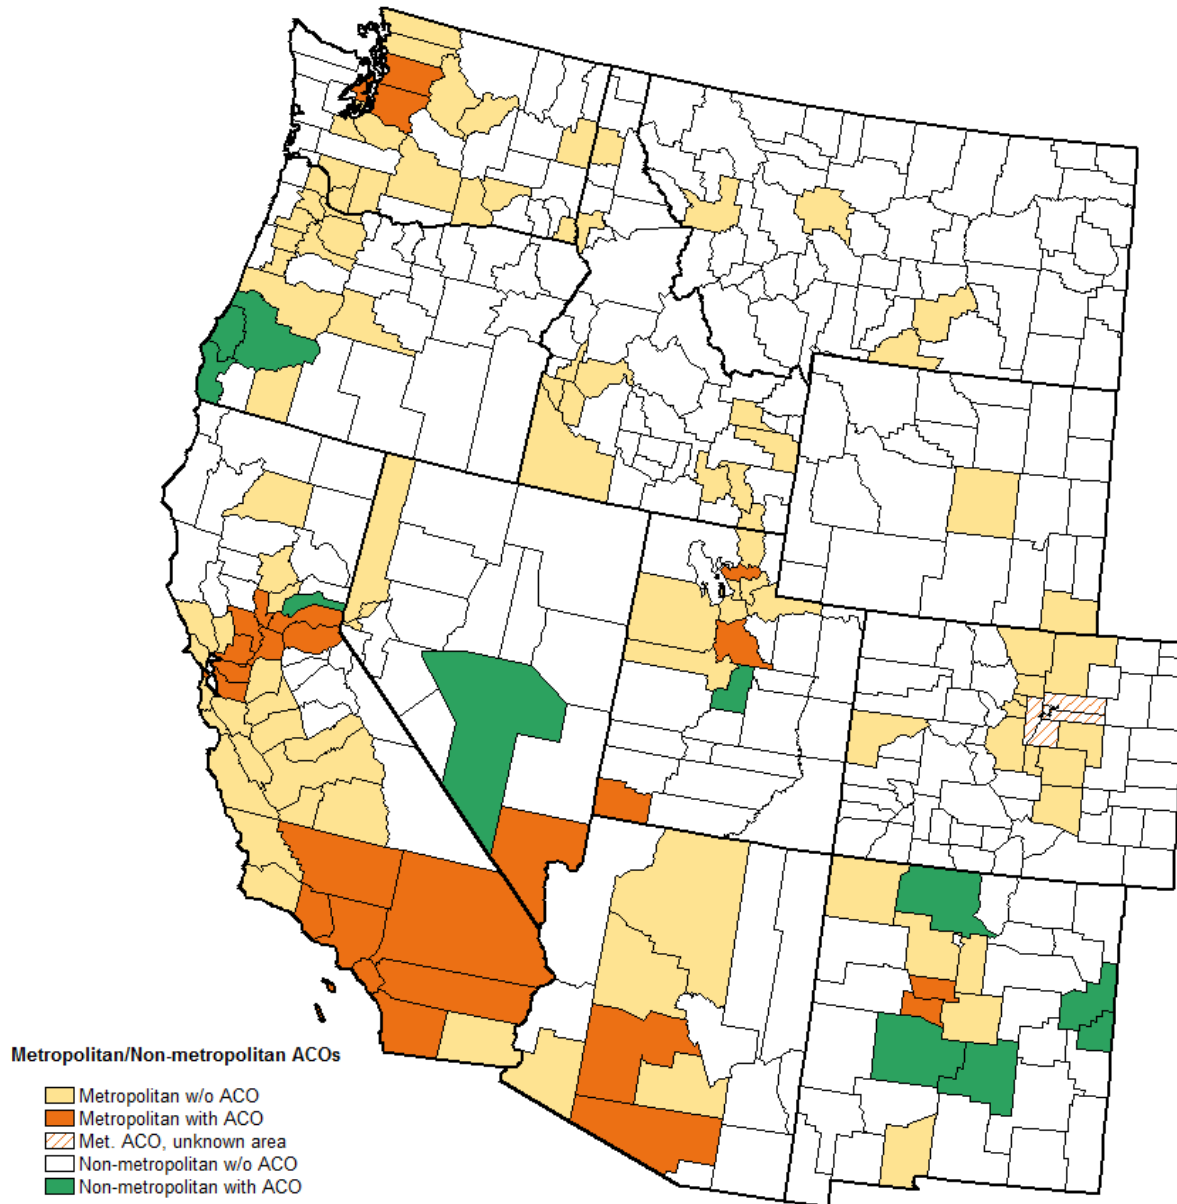 Metropolitan/Non-metropolitan ACOs
Metropolitan w/o ACO
Metropolitan with ACO
Met. ACO, unknown area
Non-metropolitan w/o ACO
Non-metropolitan with ACO